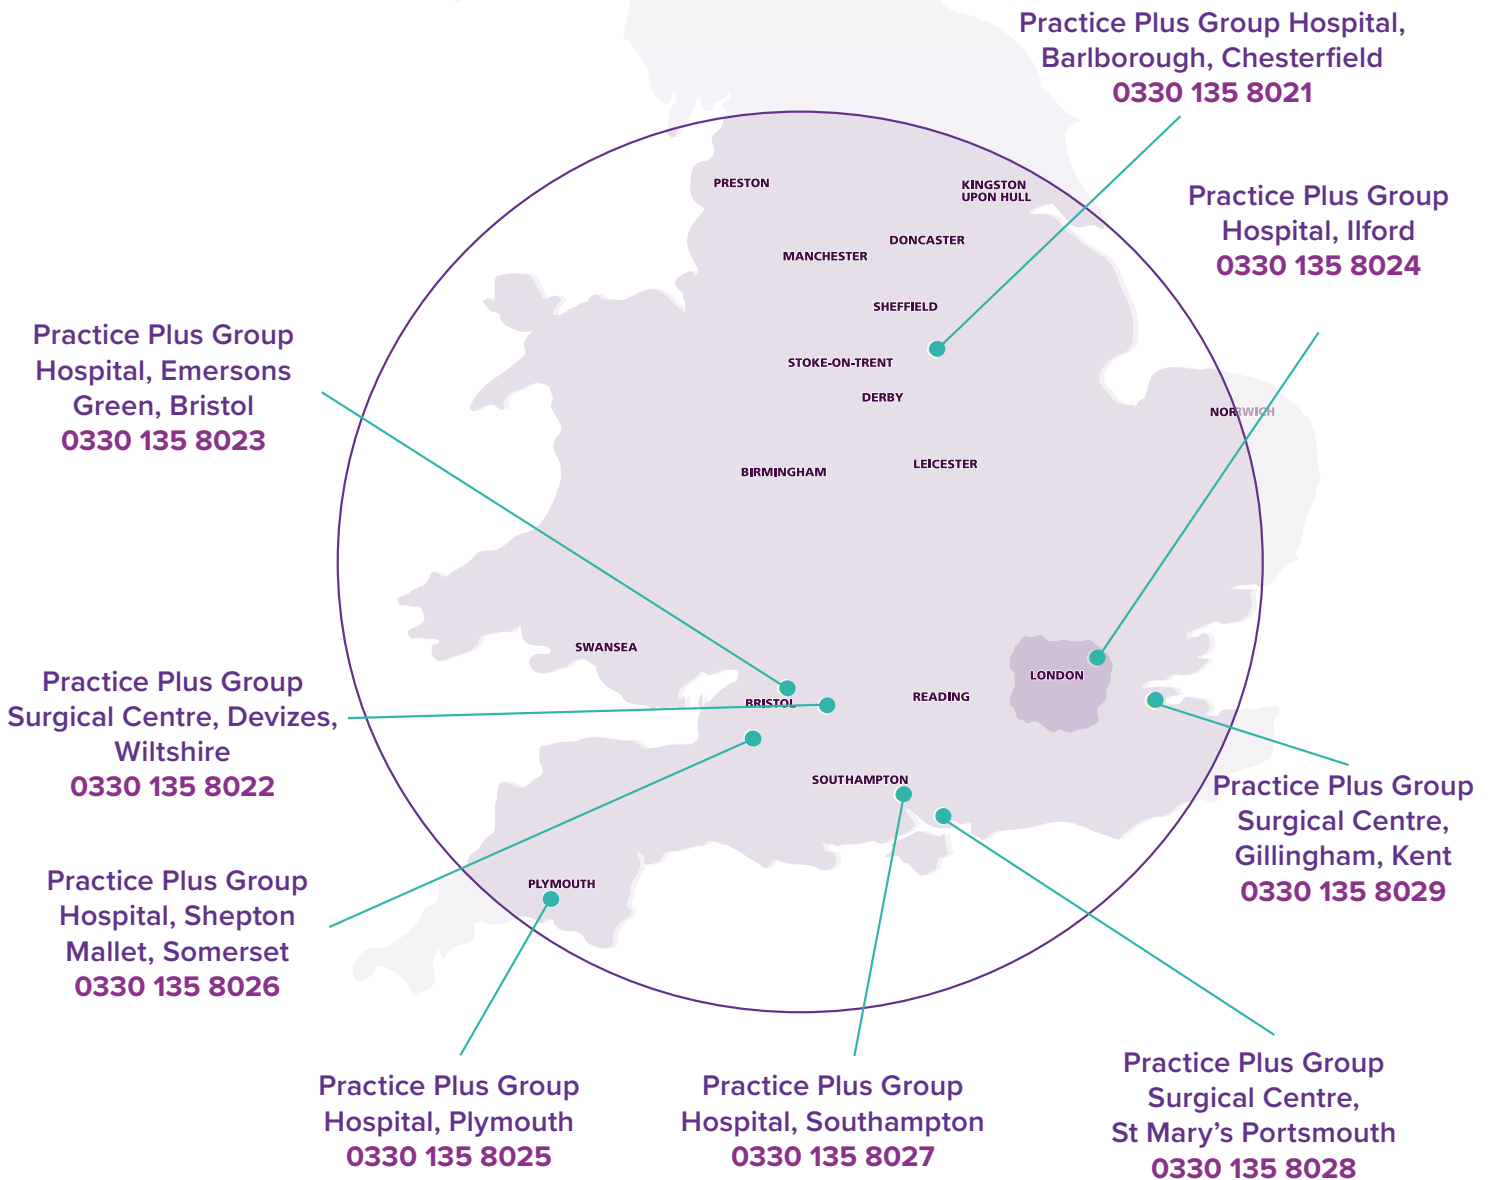 Practice Plus Group Hospital,
Barlborough, Chesterfield
0330 135 8021
PRESTON
KINGSTON
UPON HULL
Practice Plus Group
Hospital, Ilford
0330 135 8024
DONCASTER
MANCHESTER
SHEFFIELD
Practice Plus Group
Hospital, Emersons
Green, Bristol
0330 135 8023
STOKE-ON-TRENT
DERBY
NORWICH
BIRMINGHAM
LEICESTER
SWANSEA
LONDON
READING
BRISTOL
Practice Plus Group
Surgical Centre, Devizes,
Wiltshire
0330 135 8022
SOUTHAMPTON
Practice Plus Group
Surgical Centre,
Gillingham, Kent
0330 135 8029
PLYMOUTH
Practice Plus Group
Hospital, Shepton
Mallet, Somerset
0330 135 8026
Practice Plus Group
Hospital, Plymouth
0330 135 8025
Practice Plus Group
Hospital, Southampton
0330 135 8027
Practice Plus Group
Surgical Centre,
St Mary’s Portsmouth
0330 135 8028